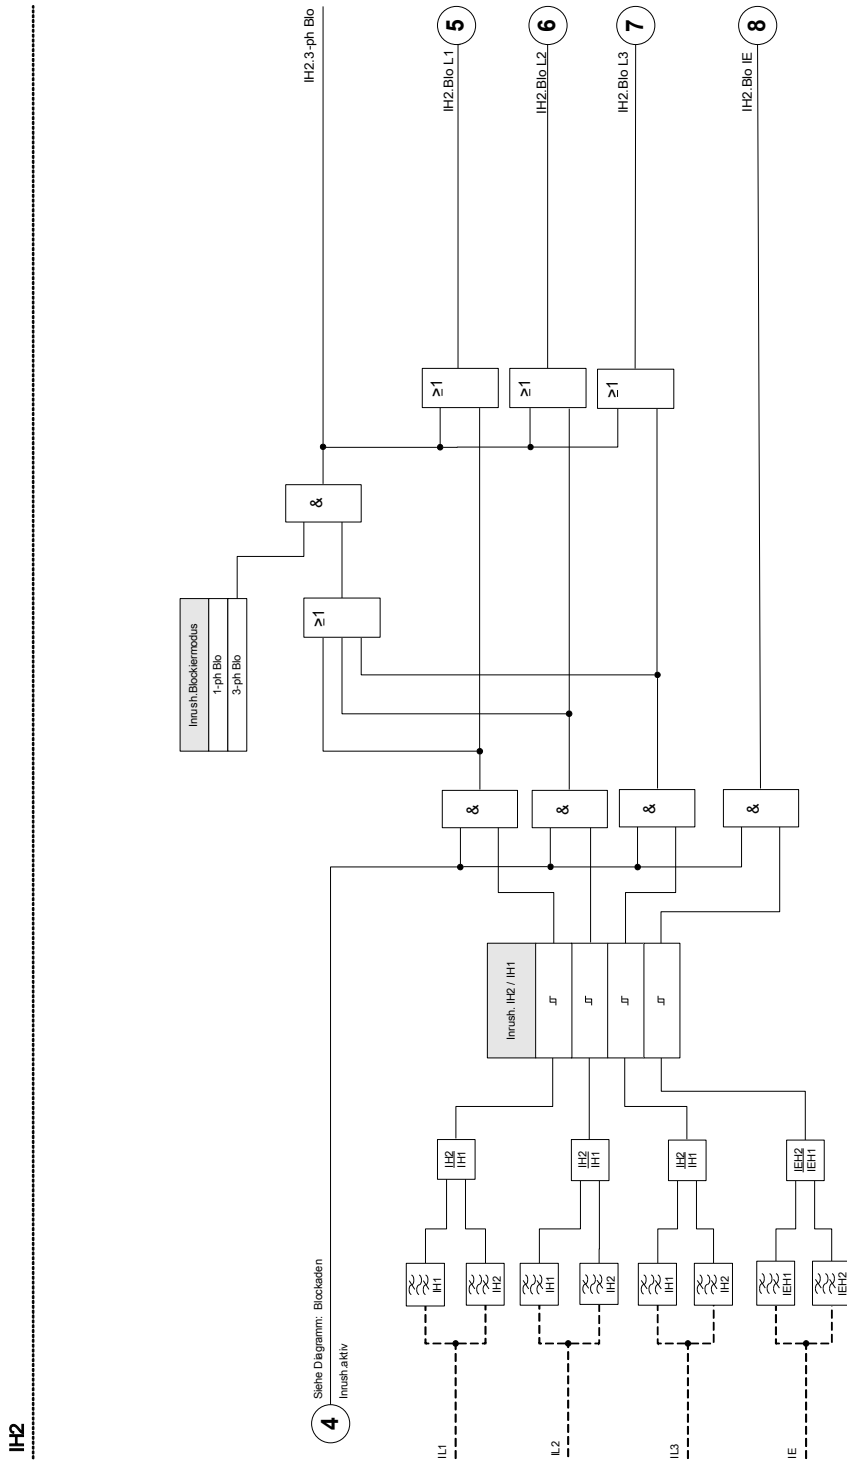 IH2
4
Siehe Diagramm: Blockaden
Inrush.aktiv
IL1
IL2
IL3
IE
IH1
IH2
IH1
IH2
IH1
IH2
IEH1
IEH2
IH2
IH1
IH2
IH1
IH2
IH1
IEH2
IEH1
Inrush. IH2 / IH1
&
&
&
&
Inrush.Blockiermodus
1-ph Blo
3-ph Blo
≥1
&
≥1
≥1
≥1
IH2.3-ph Blo
IH2.Blo L1
5
IH2.Blo L2
6
IH2.Blo L3
7
IH2.Blo IE
8